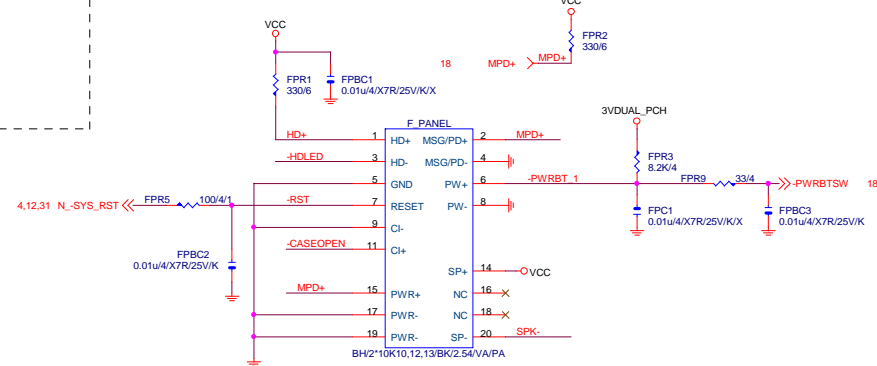 VCC
VCC
FPR2
330/6
18 MPD+ MPD+
FPR1
330/6
FPBC1
0.01u/4/X7R/25V/K/X
3VDUAL_PCH
F_PANEL
HD+ 1 HD+ MSG/PD+ 2 MPD+
FPR3
8.2K/4
-HDLED 3 HD- MSG/PD- 4
5 GND PW+ 6 -PWRBT_1 FPR9 33/4 -PWRBTSW 18
4,12,31 N_-SYS_RST FPR5 100/4/1 -RST 7 RESET PW- 8
FPC1
0.01u/4/X7R/25V/K/X
FPBC3
0.01u/4/X7R/25V/K
9 CI-
-CASEOPEN 11 CI+
FPBC2
0.01u/4/X7R/25V/K
SP+ 14 VCC
MPD+ 15 PWR+ NC 16
17 PWR- NC 18
19 PWR- SP- 20 SPK-
BH/2*10K10,12,13/BK/2.54/VA/PA